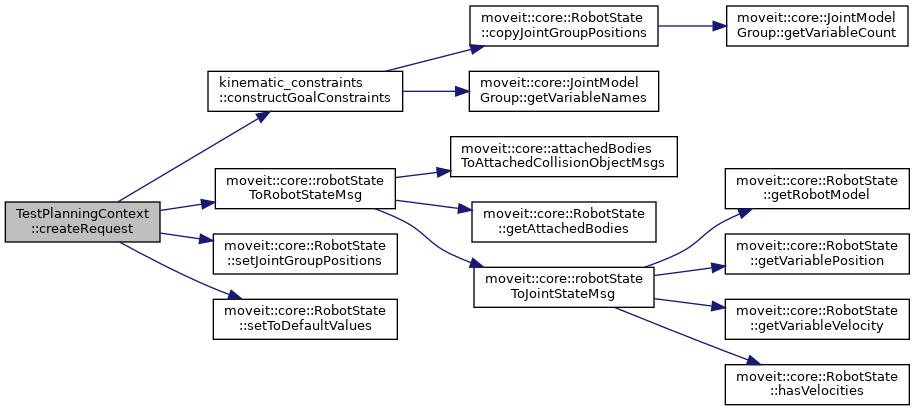 moveit::core::RobotState
::copyJointGroupPositions
moveit::core::JointModel
Group::getVariableCount
kinematic_constraints
::constructGoalConstraints
moveit::core::JointModel
Group::getVariableNames
moveit::core::attachedBodies
ToAttachedCollisionObjectMsgs
moveit::core::robotState
ToRobotStateMsg
moveit::core::RobotState
::getRobotModel
TestPlanningContext
::createRequest
moveit::core::RobotState
::getAttachedBodies
moveit::core::RobotState
::setJointGroupPositions
moveit::core::RobotState
::getVariablePosition
moveit::core::robotState
ToJointStateMsg
moveit::core::RobotState
::setToDefaultValues
moveit::core::RobotState
::getVariableVelocity
moveit::core::RobotState
::hasVelocities